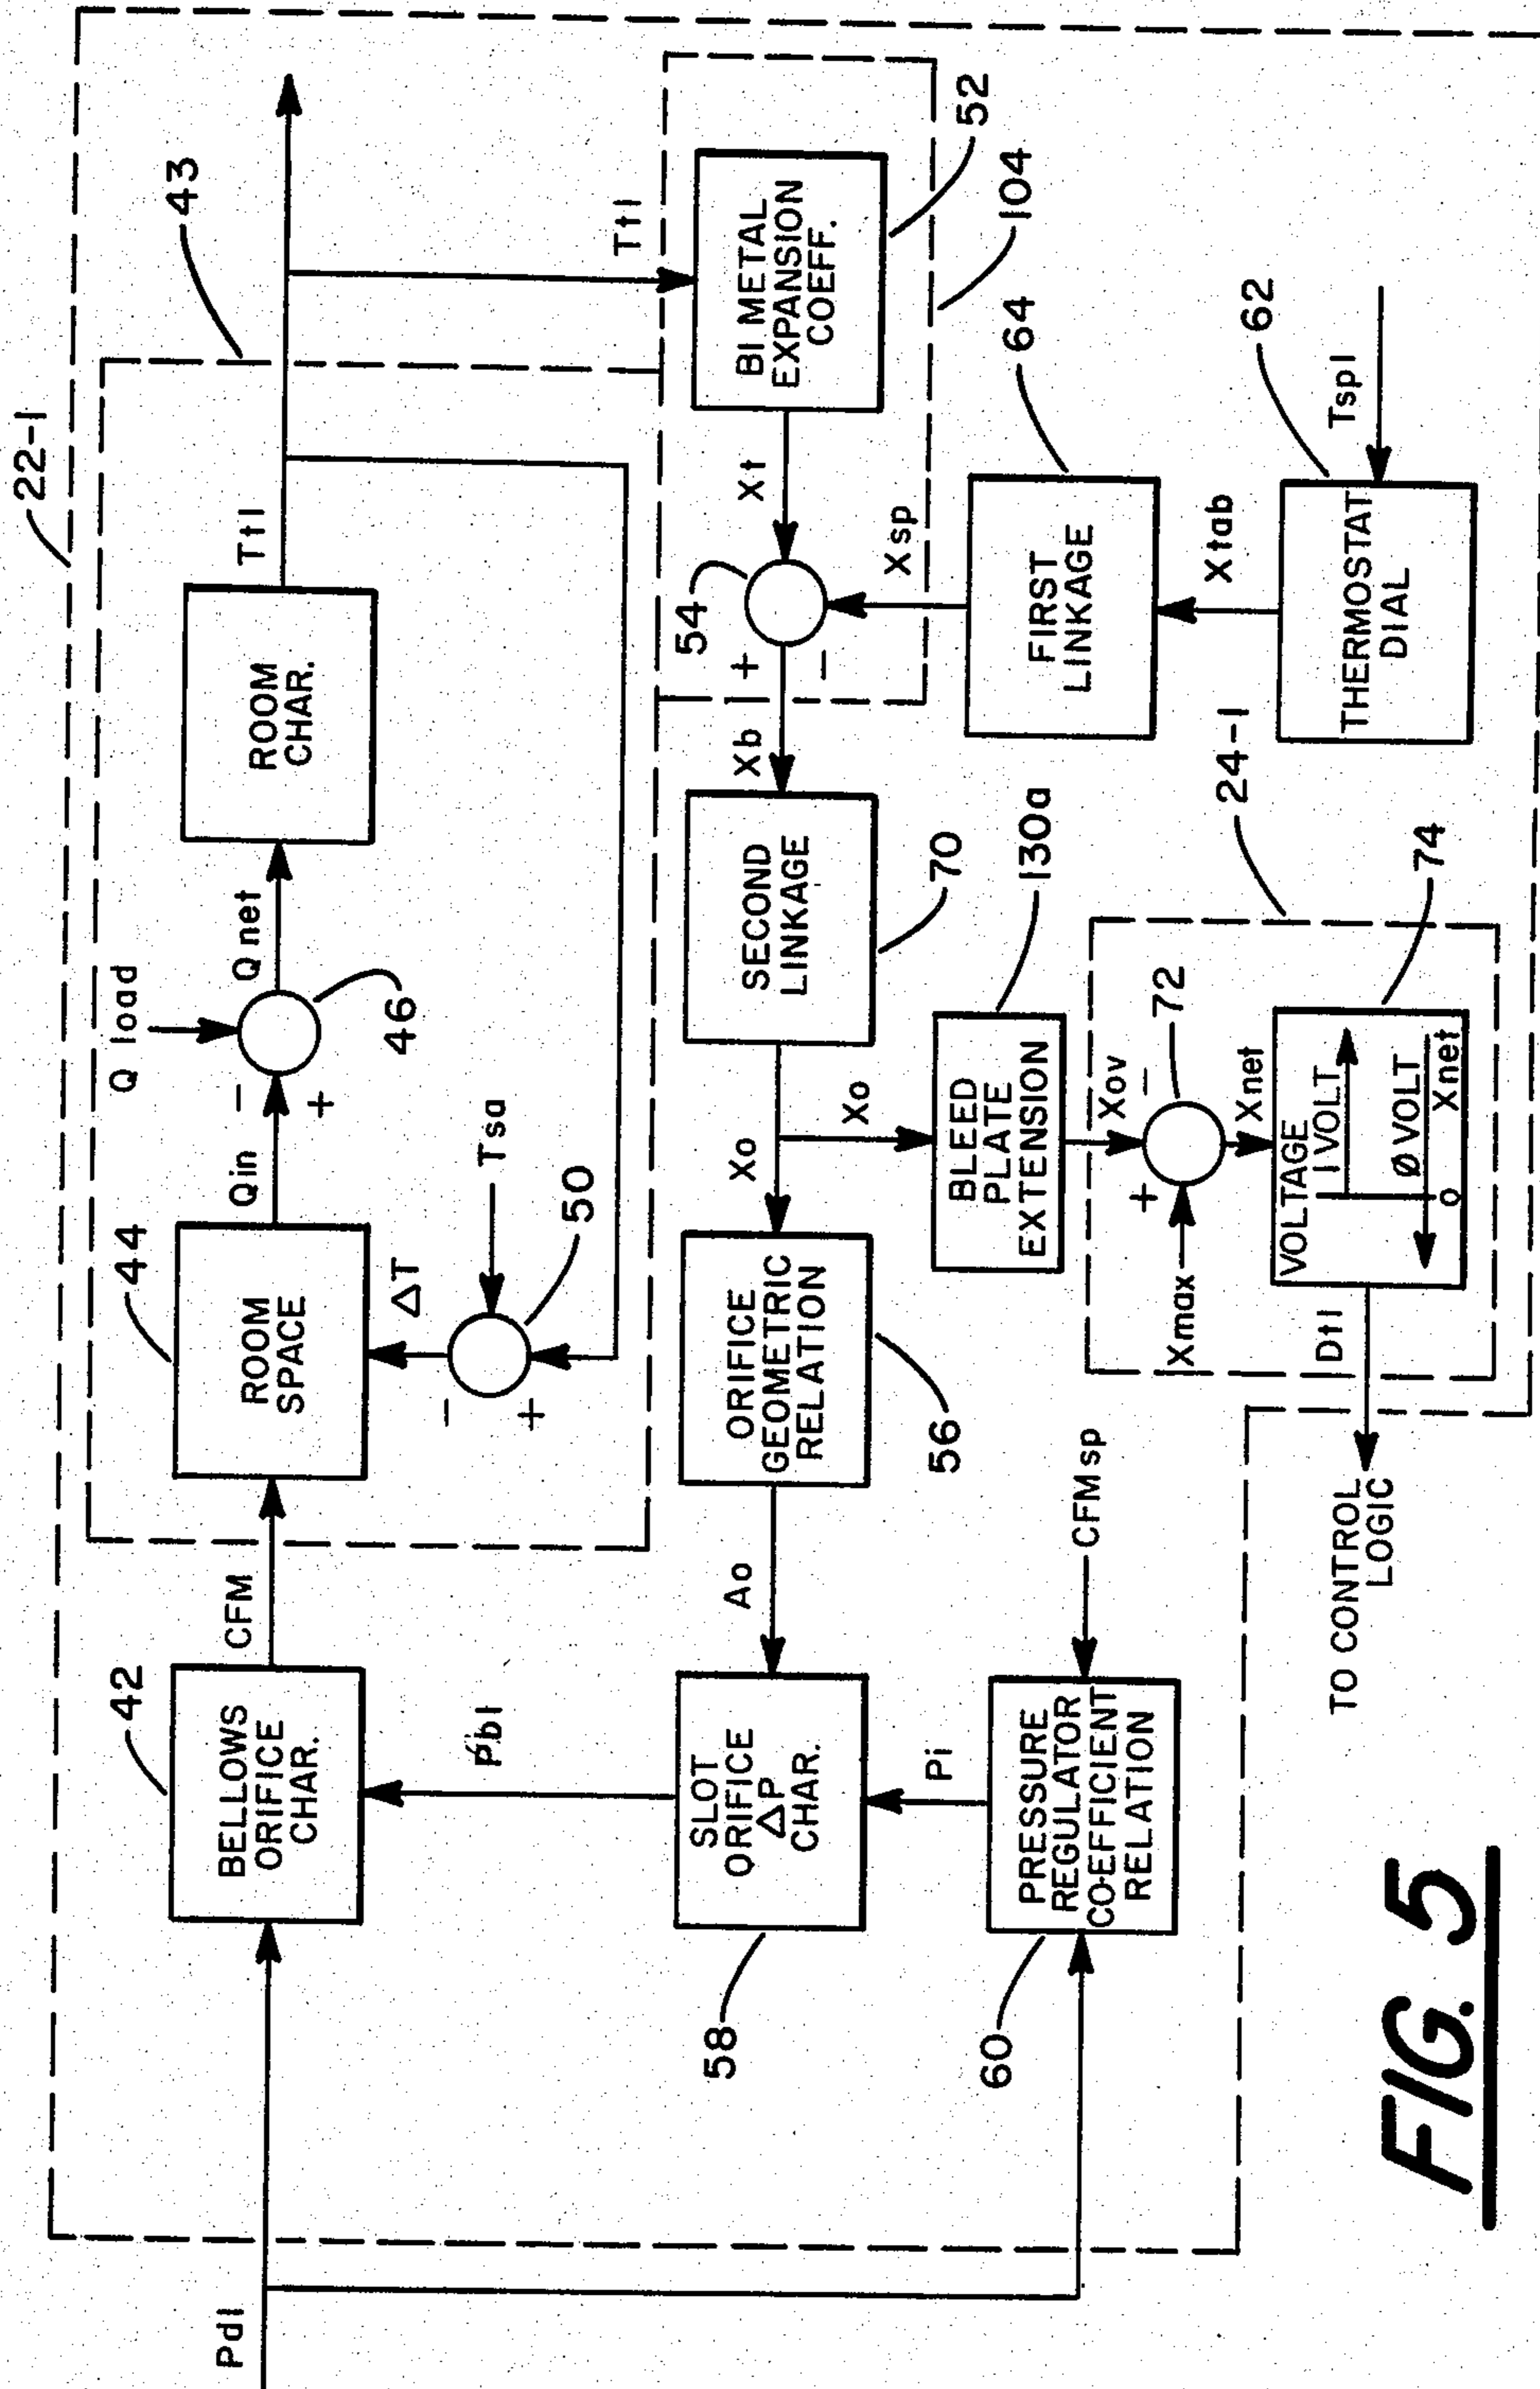 22-1
43
Pd1
42
BELLOWS
ORIFICE
CHAR.
CFM
44
ROOM
SPACE
Qin
Q load
-
+
46
Q net
ROOM
CHAR.
Tt1
ΔT
-
+
Tsa
50
Tt1
Pb1
58
SLOT
ORIFICE
ΔP
CHAR.
Ao
ORIFICE
GEOMETRIC
RELATION
56
Xo
Xo
SECOND
LINKAGE
70
Xb
+
-
54
Xt
Xsp
BI METAL
EXPANSION
COEFF.
52
104
Pi
60
PRESSURE
REGULATOR
CO-EFFICIENT
RELATION
CFMsp
BLEED
PLATE
EXTENSION
130a
FIRST
LINKAGE
64
Xtab
THERMOSTAT
DIAL
62
Tsp1
24-1
Xov
-
+
72
Xmax
Xnet
VOLTAGE
1 VOLT
Ø VOLT
0
Xnet
74
Dt1
TO CONTROL
LOGIC
FIG. 5